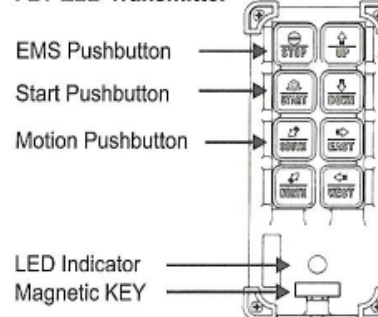 EMS Pushbutton
STOP
UP
Start Pushbutton
START
DOWN
Motion Pushbutton
SOUTH
EAST
NORTH
WEST
LED Indicator
Magnetic KEY